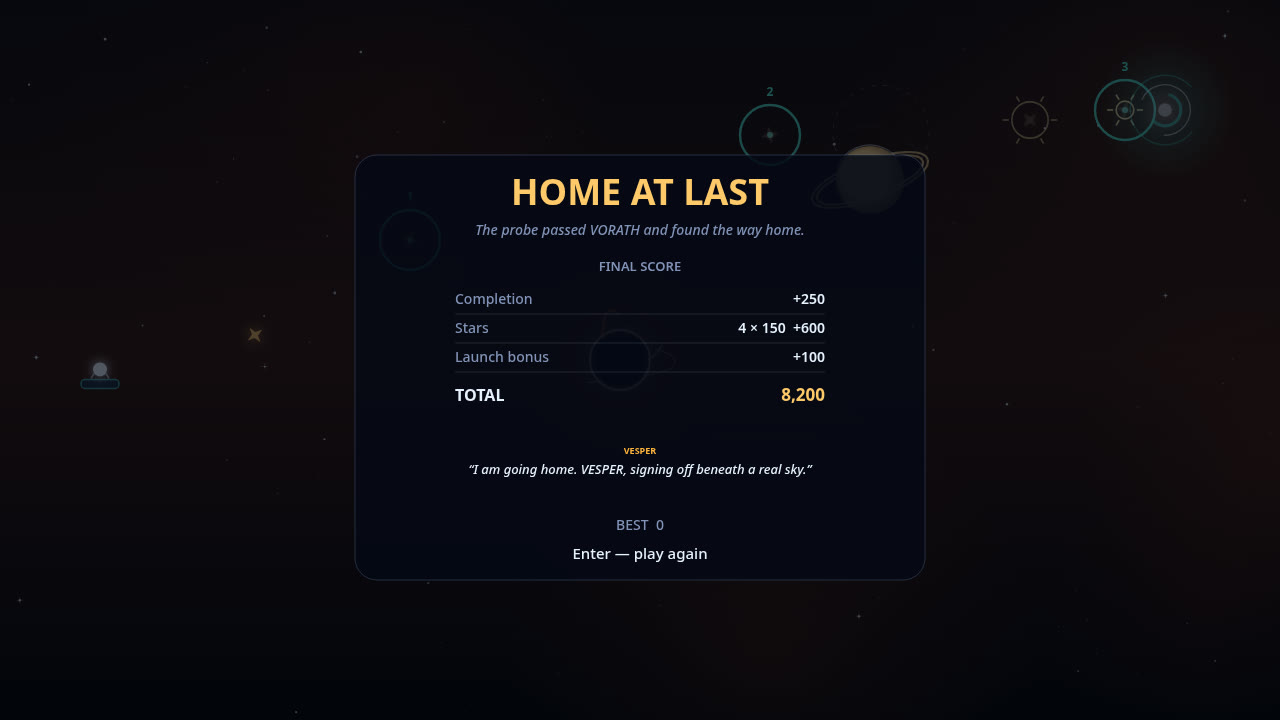 3
2
1
HOME AT LAST
The probe passed VORATH and found the way home.
FINAL SCORE
Completion +250
Stars 4 × 150 +600
Launch bonus +100
TOTAL 8,200
VESPER
“I am going home. VESPER, signing off beneath a real sky.”
BEST 0
Enter — play again